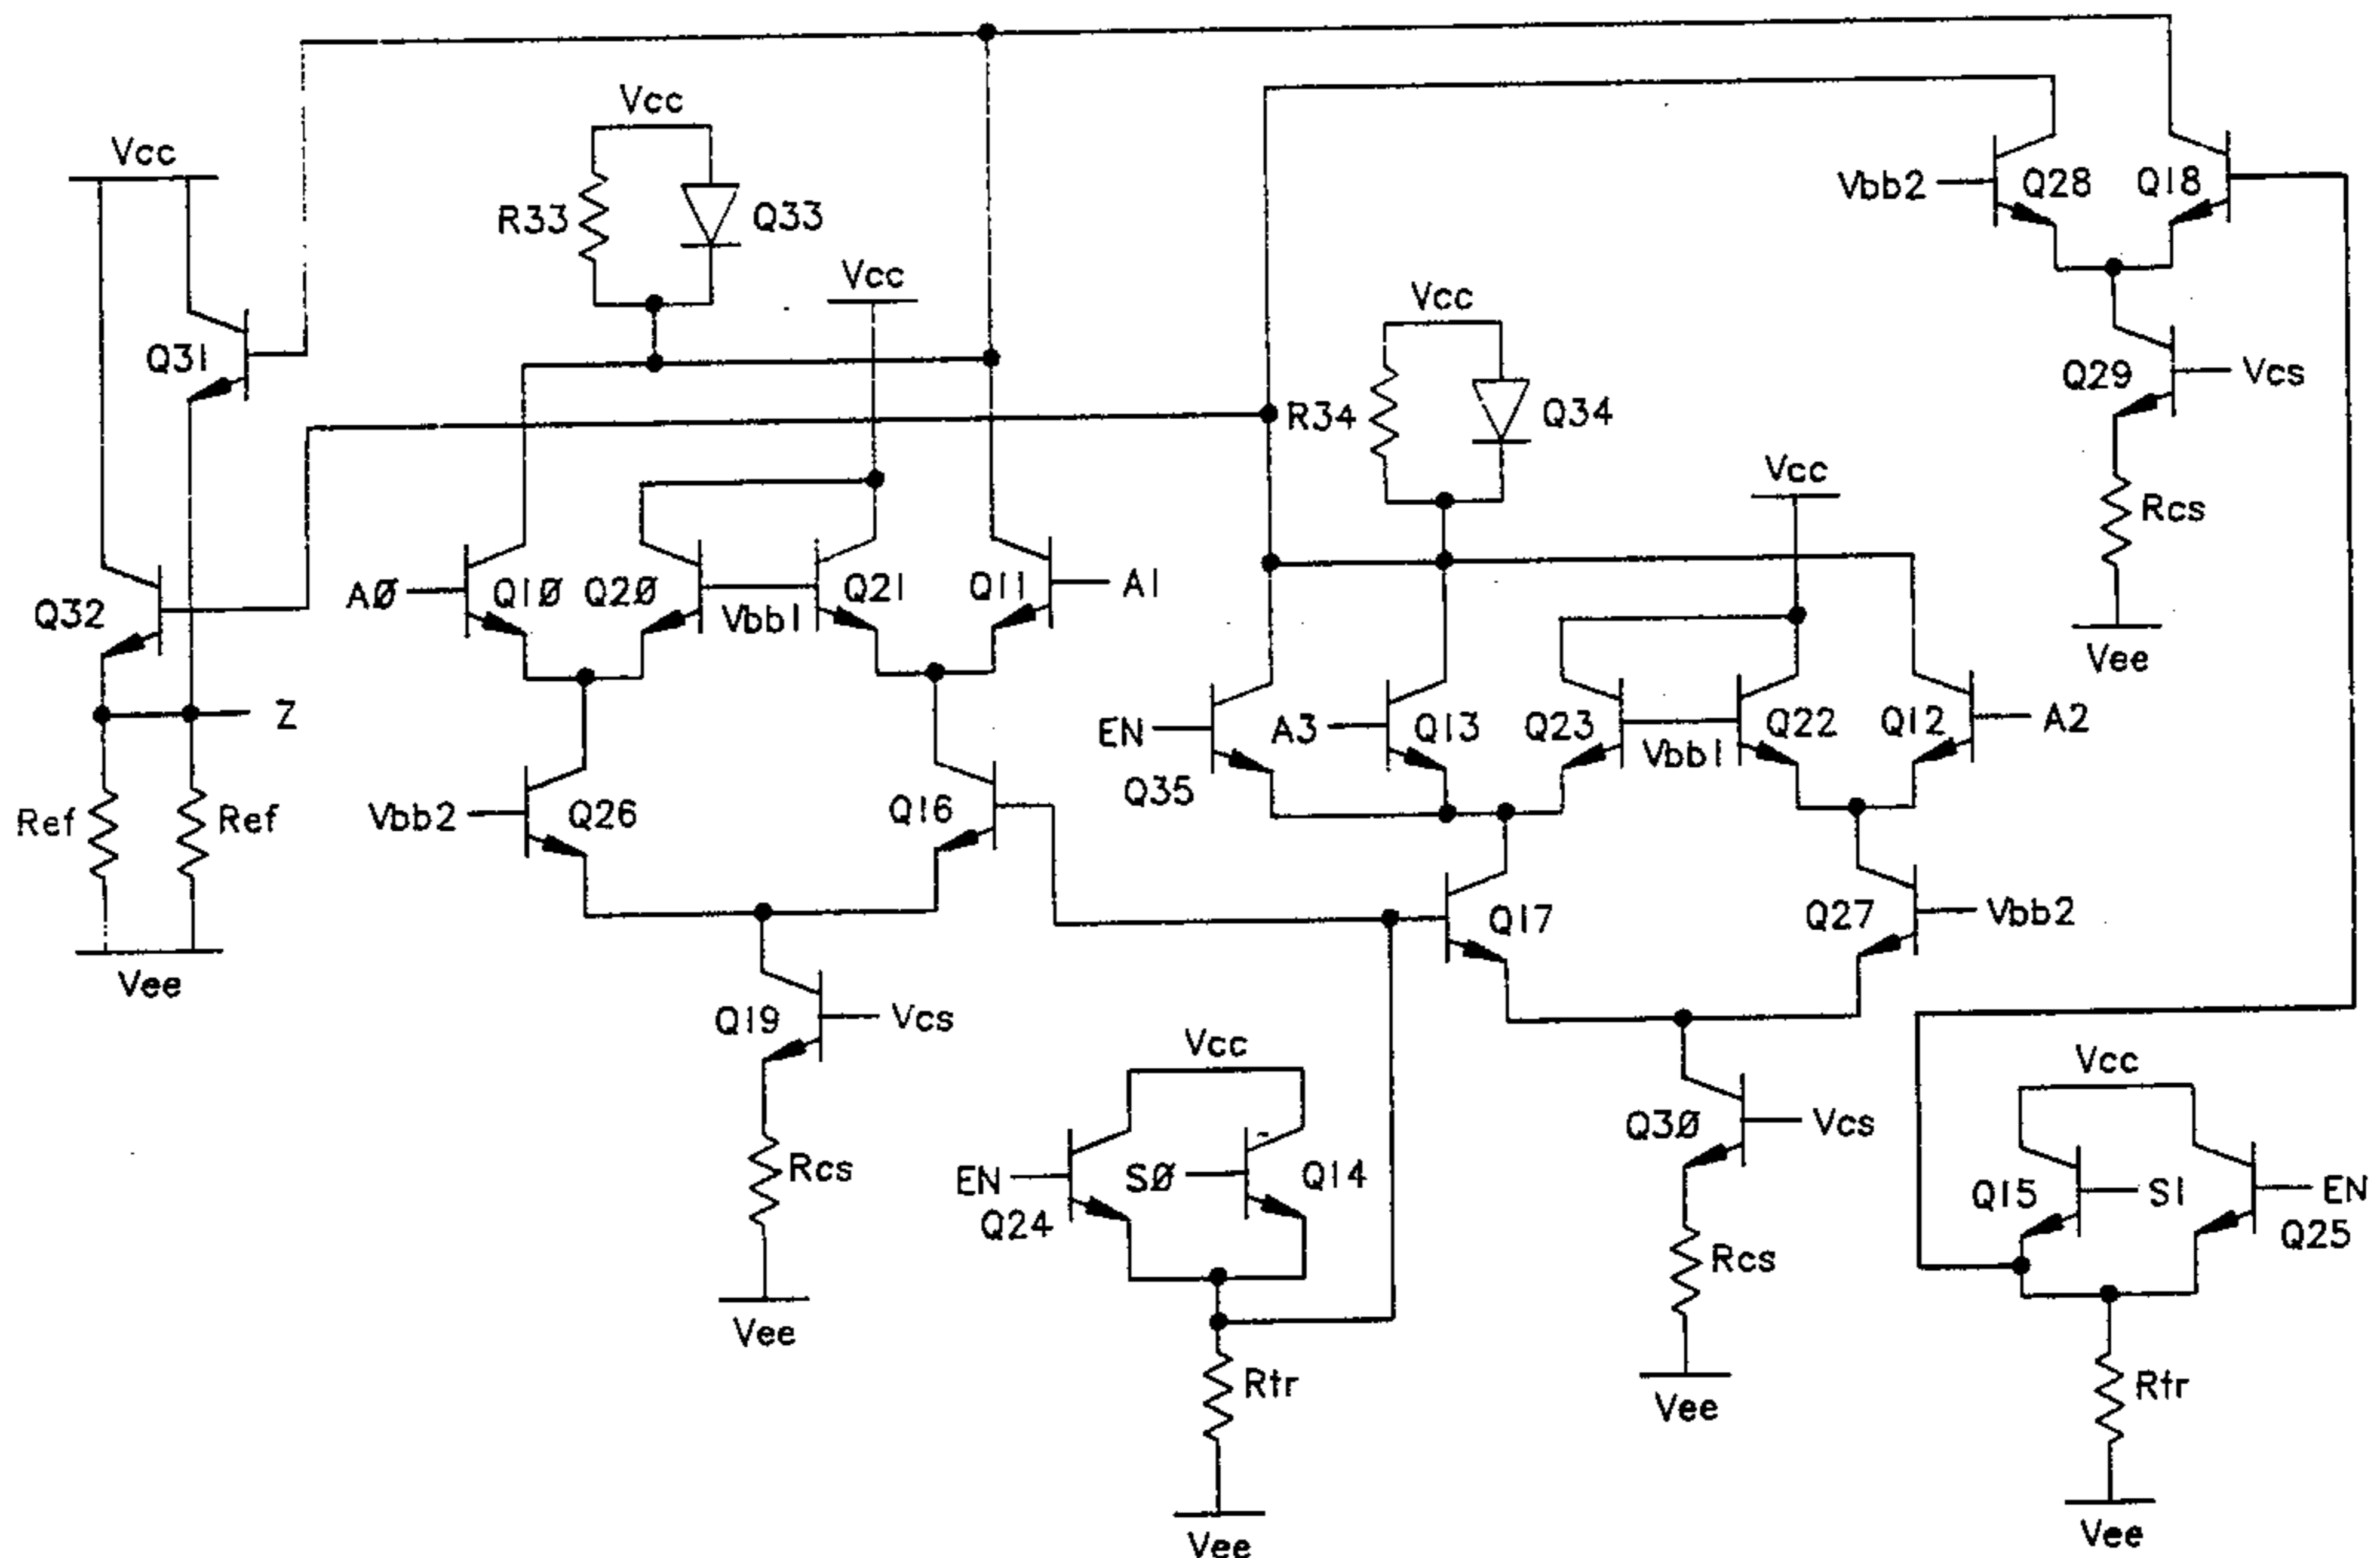 Vcc
Vcc
R33
Q33
Vbb2
Q28
Q18
Vcc
Vcc
Q31
Q29
Vcs
R34
Q34
Vcc
Rcs
AØ
Q1Ø
Q2Ø
Vbb1
Q21
Q11
A1
Q32
Vee
Z
EN
Q35
A3
Q13
Q23
Vbb1
Q22
Q12
A2
Ref
Ref
Vbb2
Q26
Q16
Q17
Q27
Vbb2
Vee
Q19
Vcs
Vcc
Vcc
Q3Ø
Vcs
Rcs
EN
Q24
SØ
Q14
Q15
S1
EN
Q25
Rcs
Vee
Rtr
Vee
Rtr
Vee
Vee